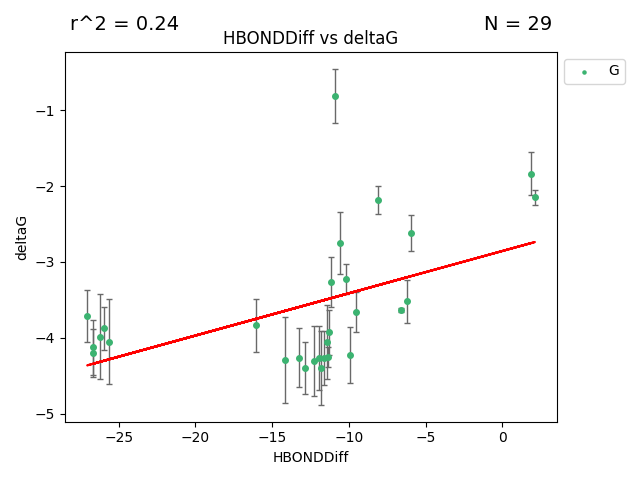 r^2 = 0.24
N = 29
HBONDDiff vs deltaG
G
−1
−2
−3
−4
−5
deltaG
−25
−20
−15
−10
−5
0
HBONDDiff